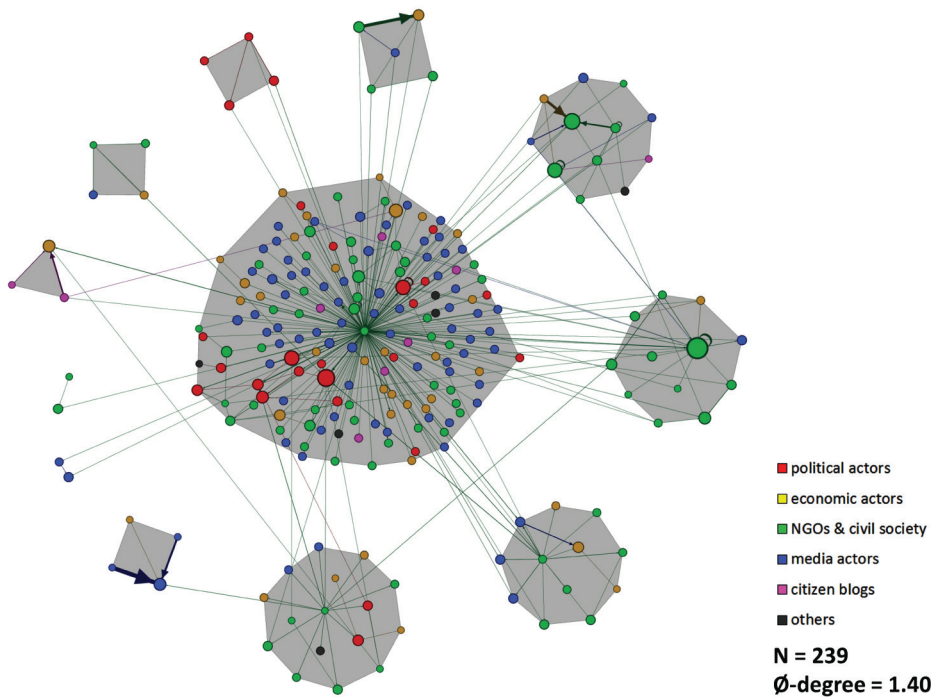 political actors
economic actors
NGOs & civil society
media actors
citizen blogs
others
N = 239
Ø-degree = 1.40